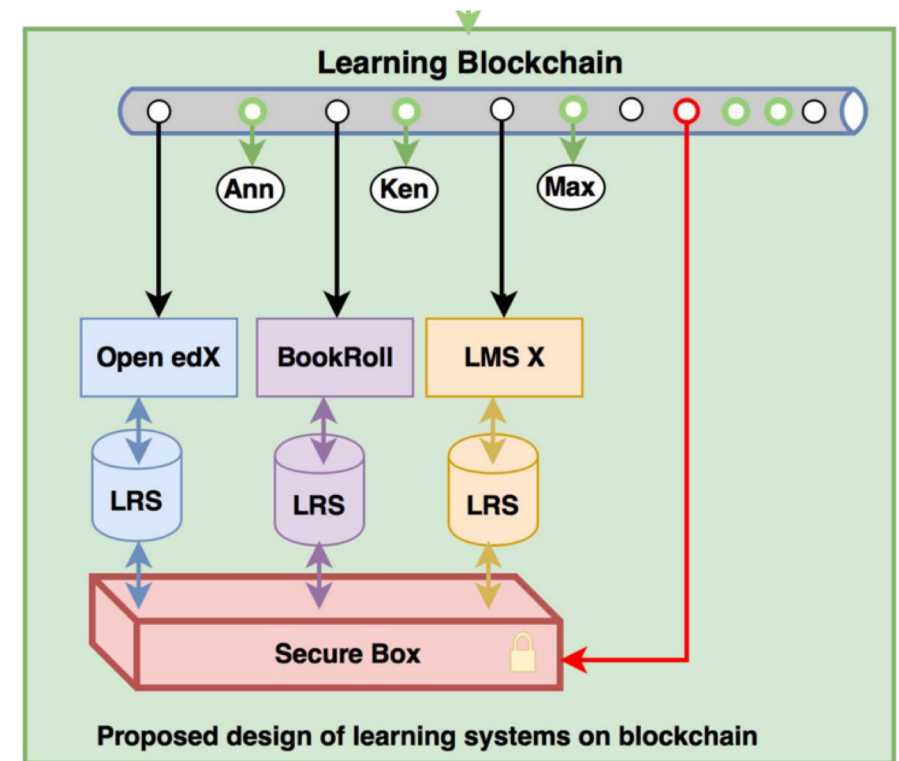 Learning Blockchain
Ann
Ken
Max
Open edX
BookRoll
LMS X
LRS
LRS
LRS
Secure Box
Proposed design of learning systems on blockchain